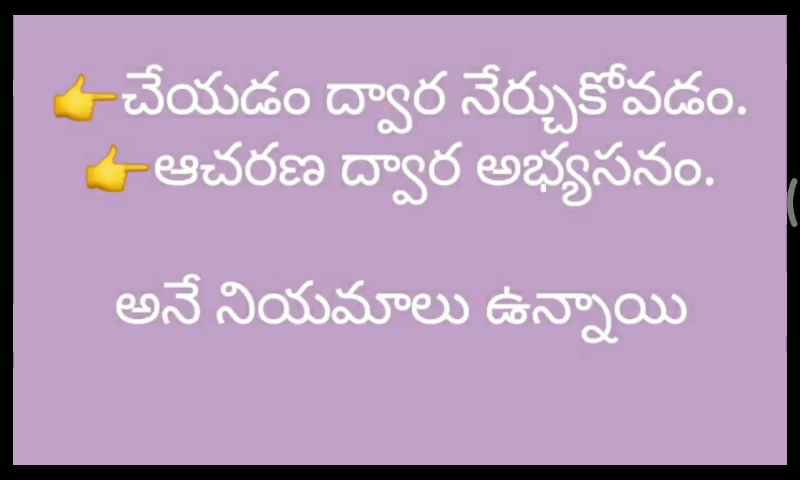 👉చేయడం ద్వార నేర్చుకోవడం.
👉ఆచరణ ద్వార అభ్యసనం.
అనే నియమాలు ఉన్నాయి